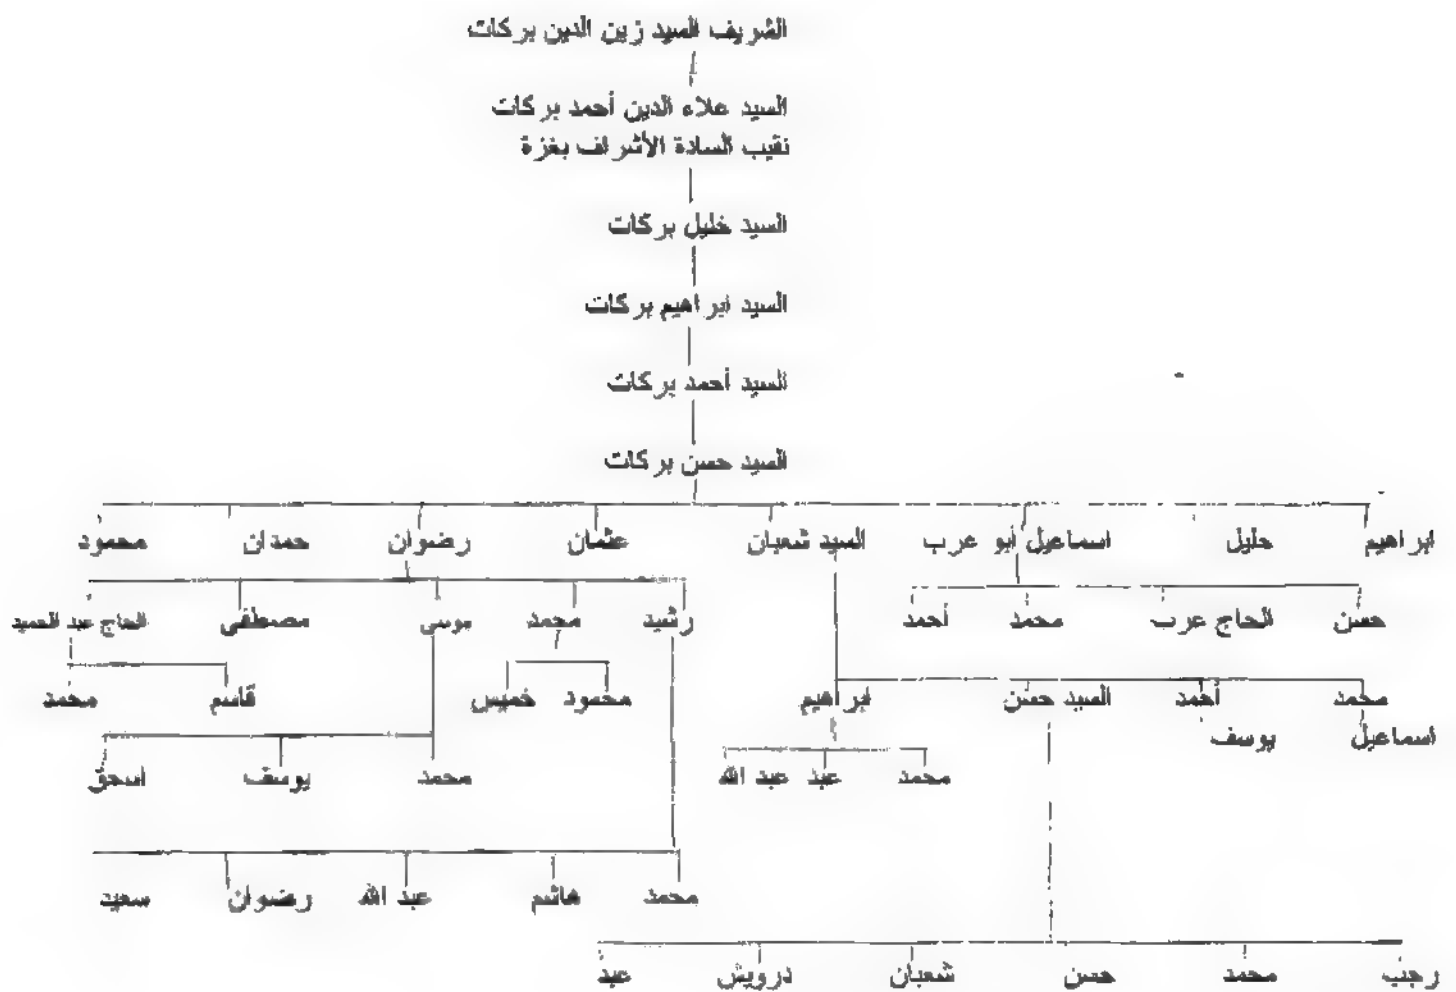 الشريف السيد زين الدين بركات
السيد علاء الدين أحمد بركات
نقيب السادة الأشراف بغزة
السيد خليل بركات
السيد ابراهيم بركات
السيد أحمد بركات
السيد حسن بركات
ابراهيم خليل اسماعيل أبو عرب السيد شعبان عثمان رضوان حمدان محمود
حسن الحاج عرب محمد أحمد رشيد محمد موسى مصطفى الحاج عبد الحميد
محمد أحمد السيد حسن ابراهيم محمود خميس قاسم محمد
اسماعيل يوسف
محمد عبد عبد الله محمد يوسف اسحق
محمد هاشم عبد الله رضوان سعيد
رجب محمد حسن شعبان درويش عبد